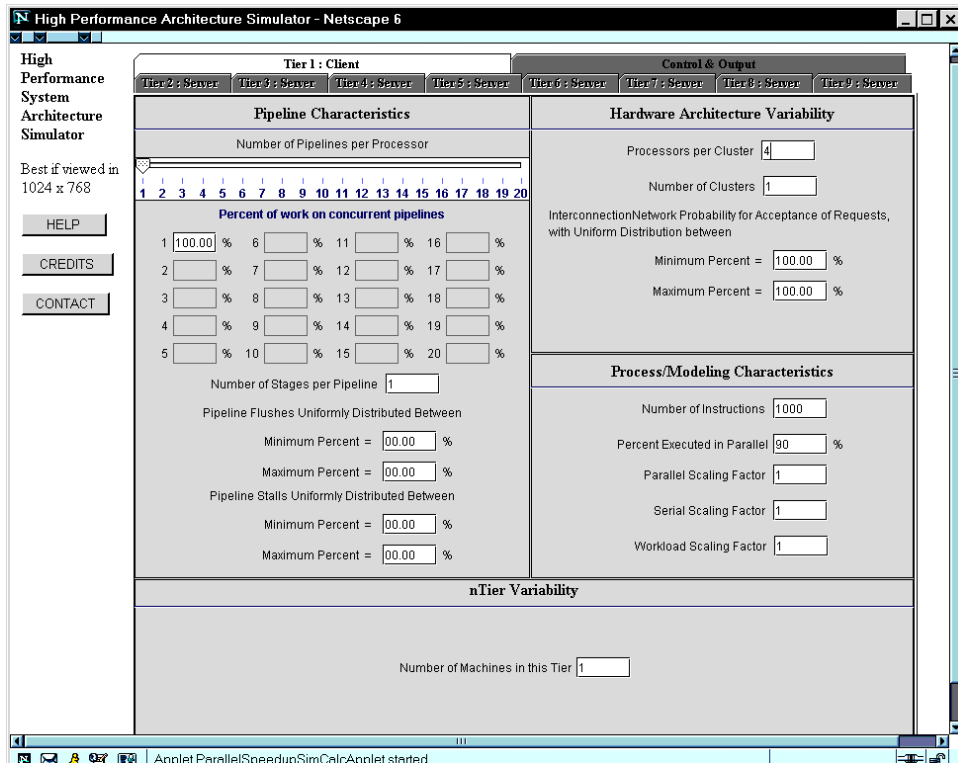 High Performance Architecture Simulator - Netscape 6
High
Performance
System
Architecture
Simulator
Best if viewed in
1024 x 768
HELP
CREDITS
CONTACT
Tier 1 : Client
Control & Output
Tier 2 : Server Tier 3 : Server Tier 4 : Server Tier 5 : Server Tier 6 : Server Tier 7 : Server Tier 8 : Server Tier 9 : Server
Pipeline Characteristics
Number of Pipelines per Processor
1 2 3 4 5 6 7 8 9 10 11 12 13 14 15 16 17 18 19 20
Percent of work on concurrent pipelines
1 100.00 % 6 % 11 % 16 %
2 % 7 % 12 % 17 %
3 % 8 % 13 % 18 %
4 % 9 % 14 % 19 %
5 % 10 % 15 % 20 %
Number of Stages per Pipeline 1
Pipeline Flushes Uniformly Distributed Between
Minimum Percent = 00.00 %
Maximum Percent = 00.00 %
Pipeline Stalls Uniformly Distributed Between
Minimum Percent = 00.00 %
Maximum Percent = 00.00 %
Hardware Architecture Variability
Processors per Cluster 4
Number of Clusters 1
InterconnectionNetwork Probability for Acceptance of Requests,
with Uniform Distribution between
Minimum Percent = 100.00 %
Maximum Percent = 100.00 %
Process/Modeling Characteristics
Number of Instructions 1000
Percent Executed in Parallel 90 %
Parallel Scaling Factor 1
Serial Scaling Factor 1
Workload Scaling Factor 1
nTier Variability
Number of Machines in this Tier 1
Applet ParallelSpeedupSimCalcApplet started